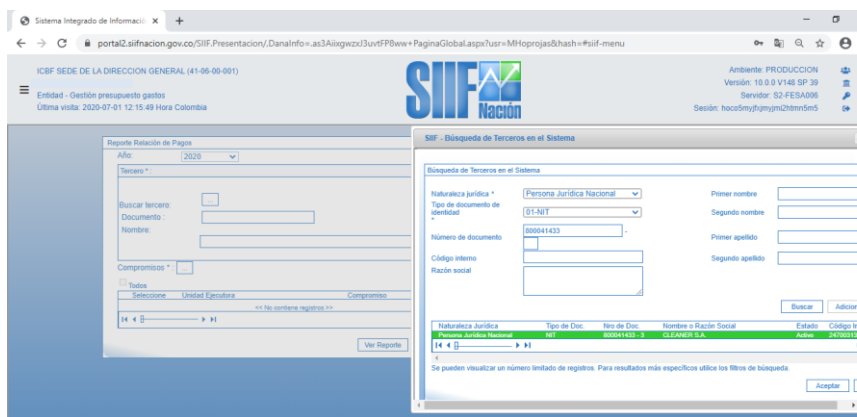 Sistema Integrado de Informació
portal2.siifnacion.gov.co/SIIF.Presentacion/,DanaInfo=.as3Aiixgwzxl3uvtFP8ww+PaginaGlobal.aspx?usr=MHoprojas&hash=#siif-menu
ICBF SEDE DE LA DIRECCION GENERAL (41-06-00-001)
Entidad - Gestión presupuesto gastos
Última visita: 2020-07-01 12:15:49 Hora Colombia
SIIF
Nación
Ambiente: PRODUCCION
Versión: 10.0.0 V148 SP 39
Servidor: S2-FESA006
Reporte Relación de Pagos
Año: 2020
Tercero * :
Buscar tercero: ...
Documento :
Nombre:
Compromisos * : ...
Todos
Seleccione Unidad Ejecutora Compromiso
<< No contiene registros >>
Ver Reporte
SIIF - Búsqueda de Terceros en el Sistema
Búsqueda de Terceros en el Sistema
Naturaleza jurídica * Persona Jurídica Nacional Primer nombre
Tipo de documento de identidad * 01-NIT Segundo nombre
Número de documento 800041433 - Primer apellido
Código interno Segundo apellido
Razón social
Buscar Adicion
Naturaleza Jurídica Tipo de Doc. Nro de Doc. Nombre o Razón Social Estado Código In
Persona Jurídica Nacional NIT 800041433 - 3 CLEANER S.A. Activo 24700313
Se pueden visualizar un número limitado de registros. Para resultados más específicos utilice los filtros de búsqueda.
Aceptar